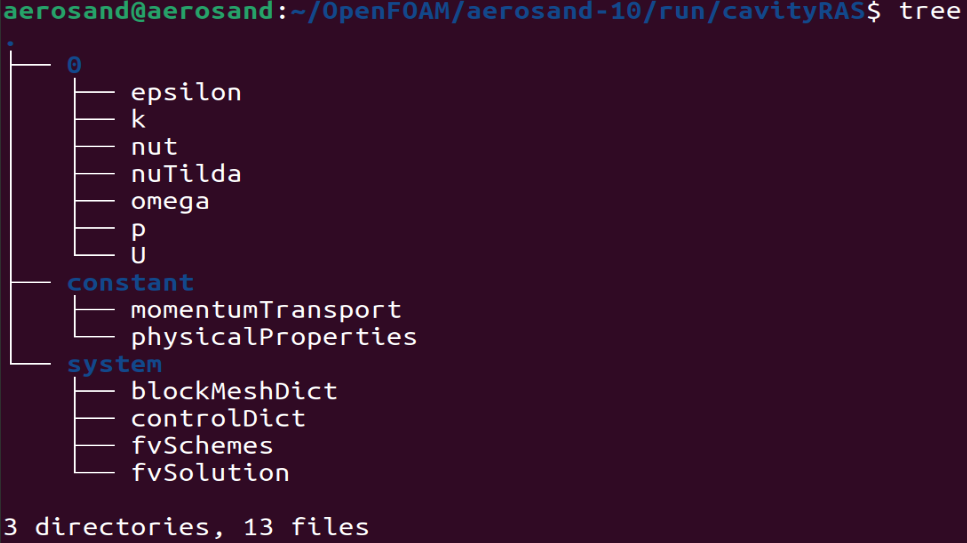 aerosand@aerosand:~/OpenFOAM/aerosand-10/run/cavityRAS$ tree
.
├── 0
│   ├── epsilon
│   ├── k
│   ├── nut
│   ├── nuTilda
│   ├── omega
│   ├── p
│   └── U
├── constant
│   ├── momentumTransport
│   └── physicalProperties
└── system
    ├── blockMeshDict
    ├── controlDict
    ├── fvSchemes
    └── fvSolution
3 directories, 13 files